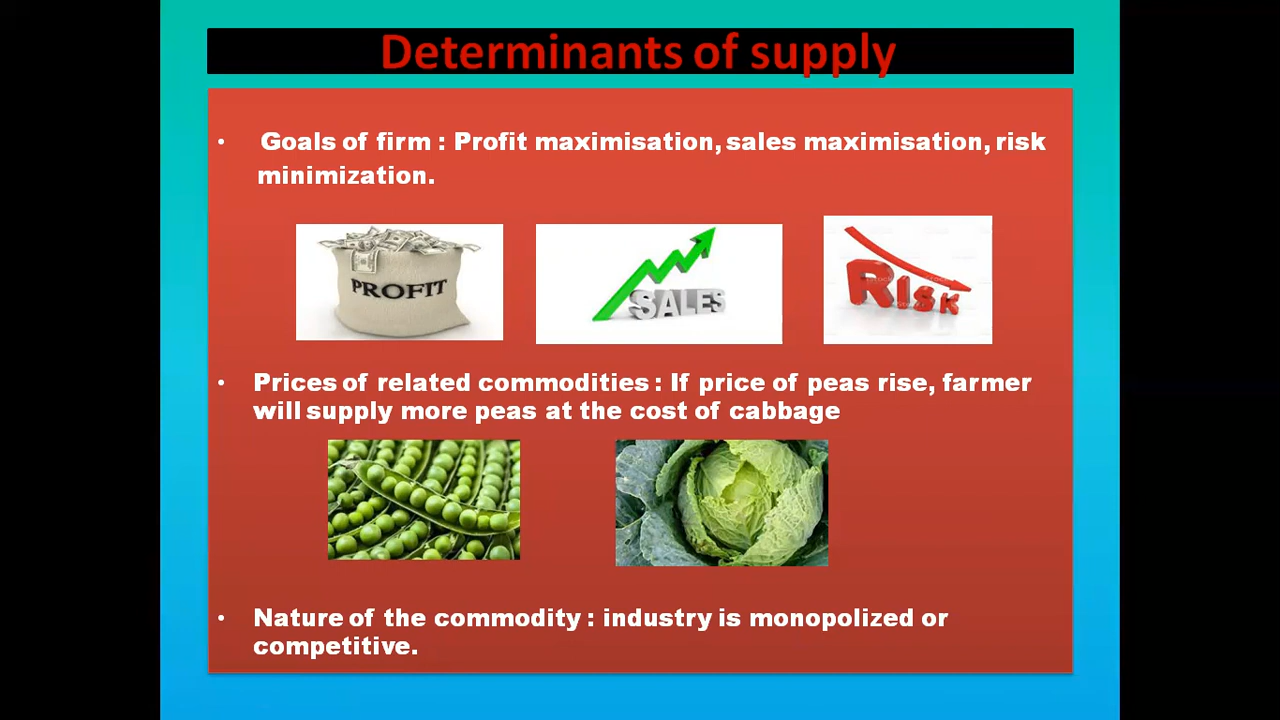 Determinants of supply
• Goals of firm : Profit maximisation, sales maximisation, risk
minimization.
PROFIT
SALES
RISK
• Prices of related commodities : If price of peas rise, farmer
will supply more peas at the cost of cabbage
• Nature of the commodity : industry is monopolized or
competitive.